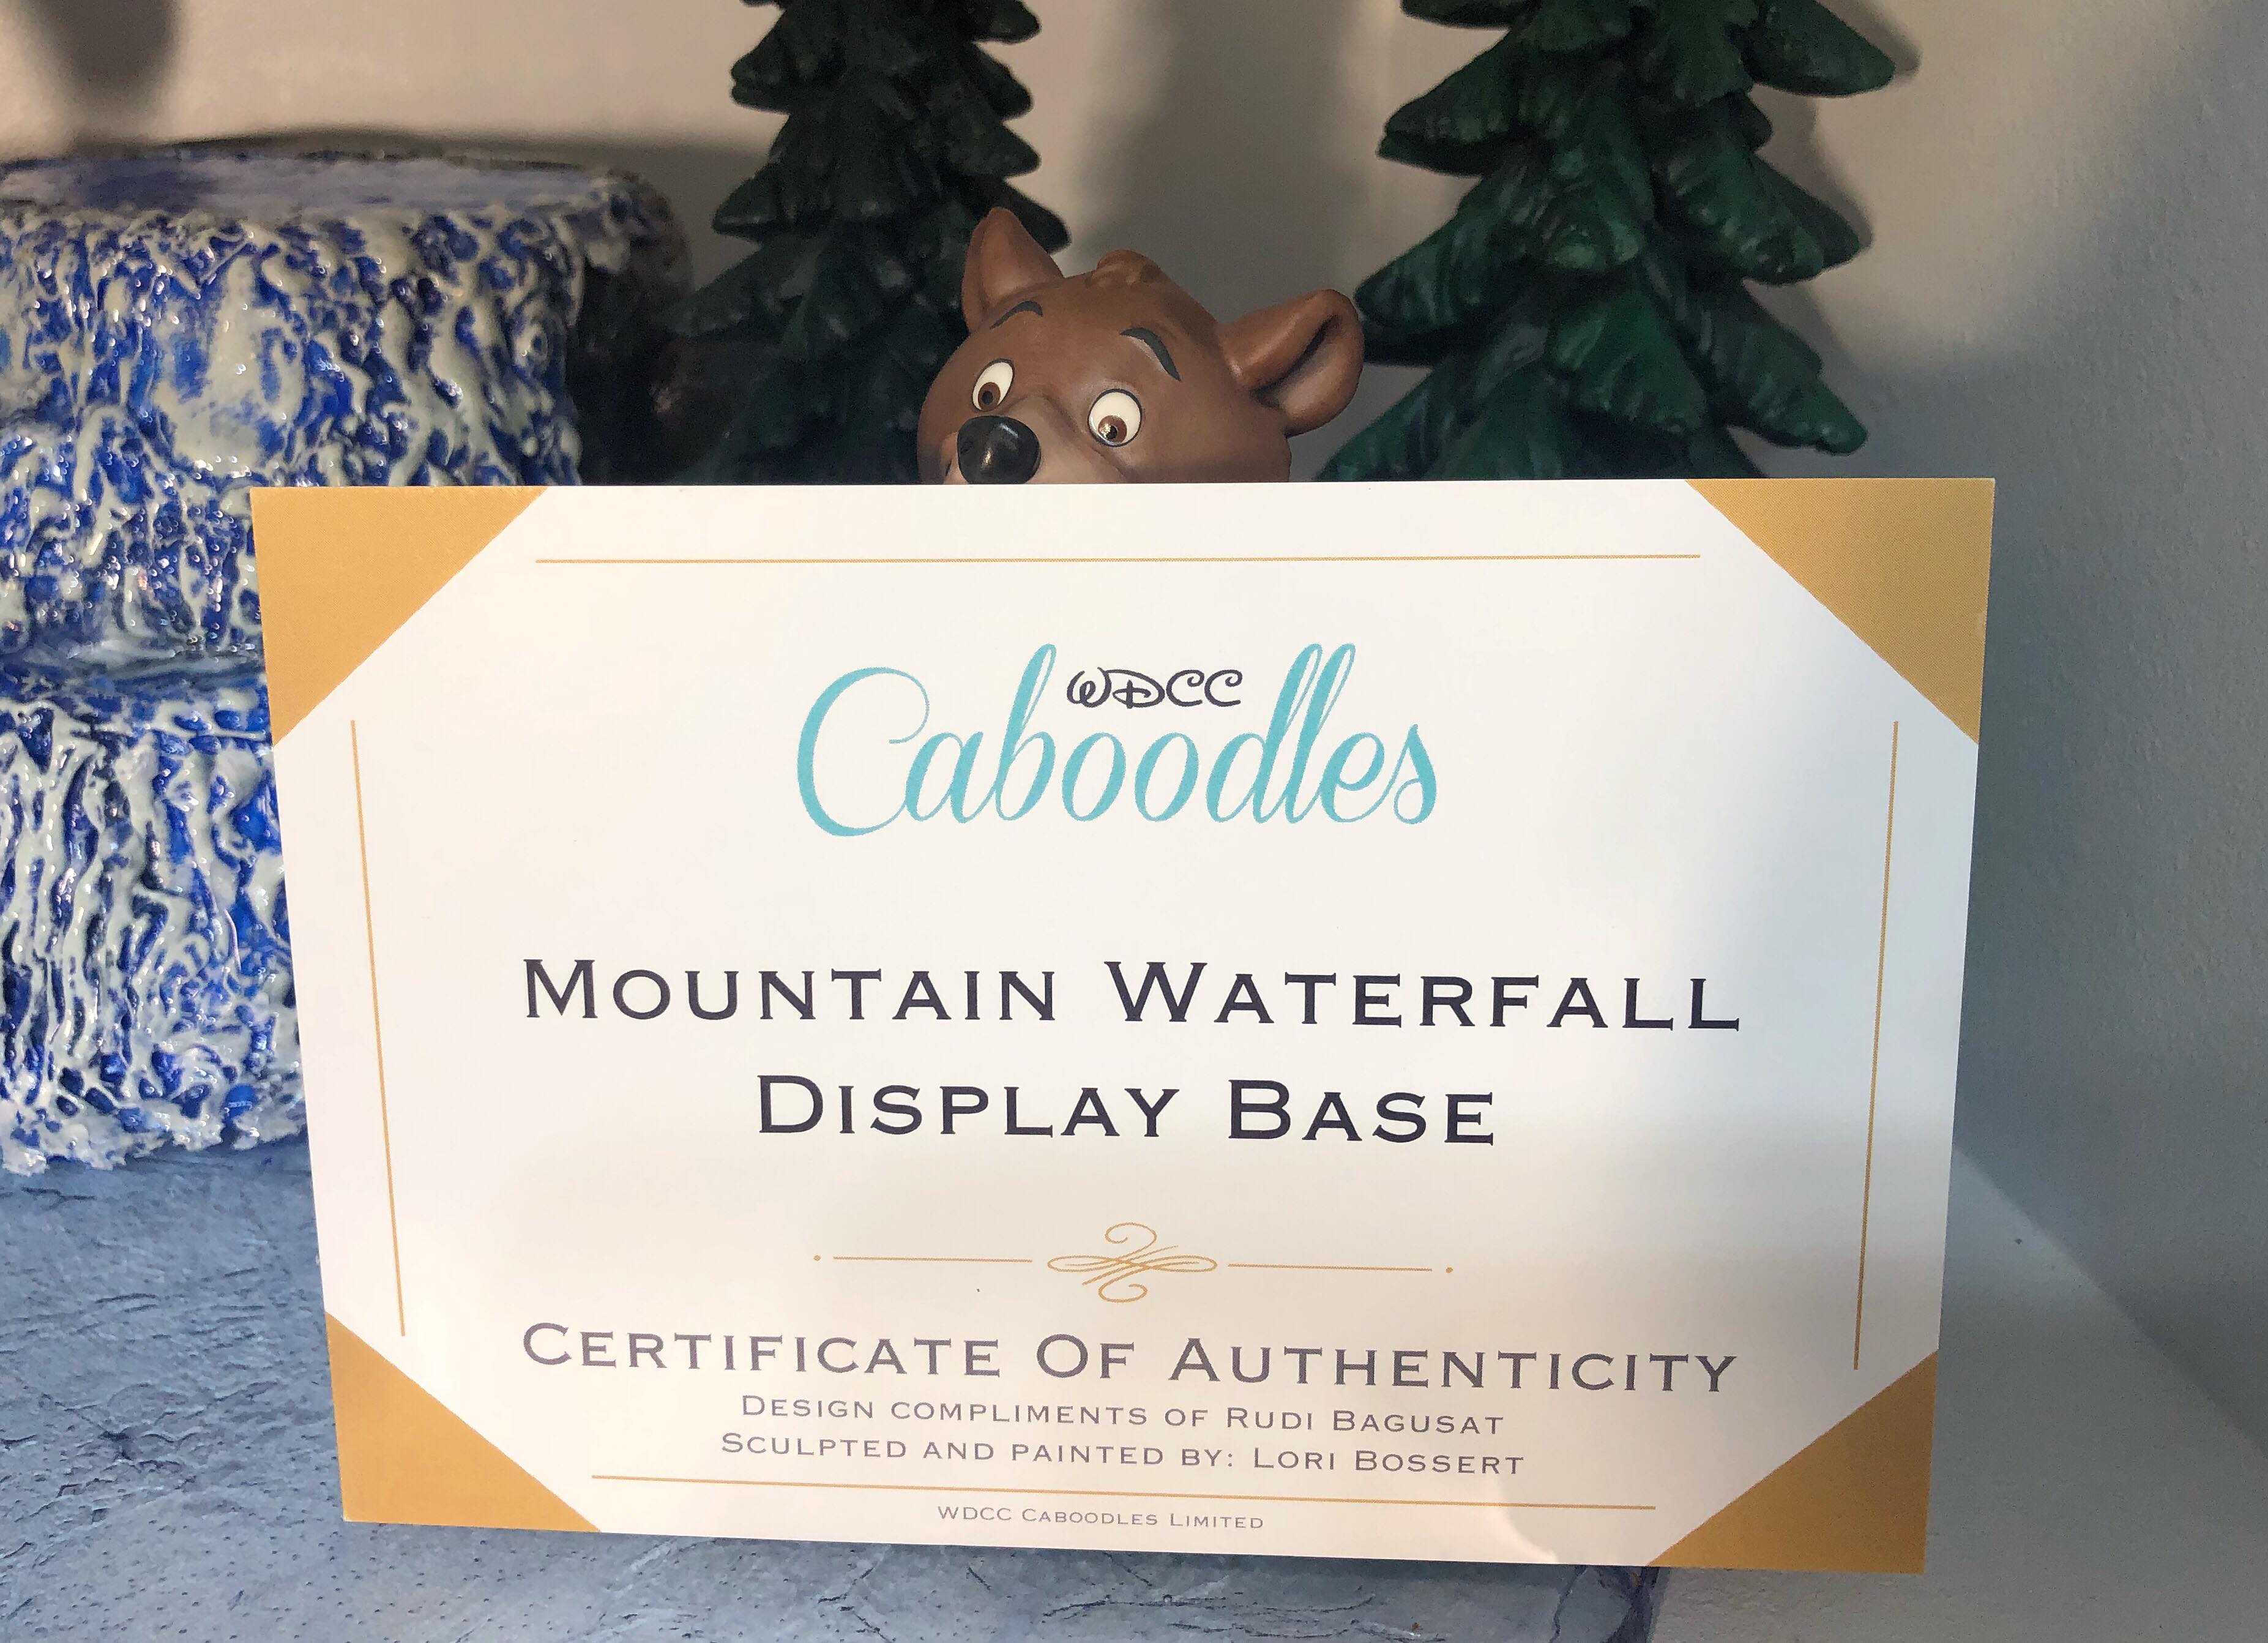 WDCC
Caboodles
MOUNTAIN WATERFALL
DISPLAY BASE
CERTIFICATE OF AUTHENTICITY
DESIGN COMPLIMENTS OF RUDI BAGUSAT
SCULPTED AND PAINTED BY: LORI BOSSERT
WDCC CABOODLES LIMITED